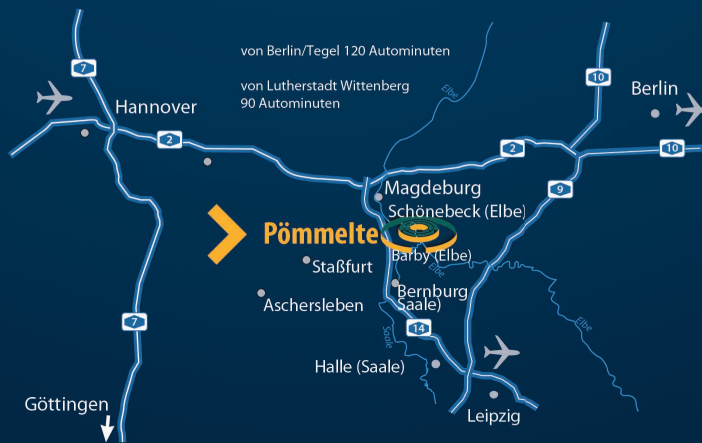 von Berlin/Tegel 120 Autominuten
von Lutherstadt Wittenberg
90 Autominuten
7
10
Elbe
Berlin
Hannover
2
2
10
9
Magdeburg
Schönebeck (Elbe)
Pömmelte
Barby (Elbe)
Elbe
Staßfurt
Bernburg
Saale)
Aschersleben
7
14
Elbe
Saale
Halle (Saale)
Göttingen
Leipzig